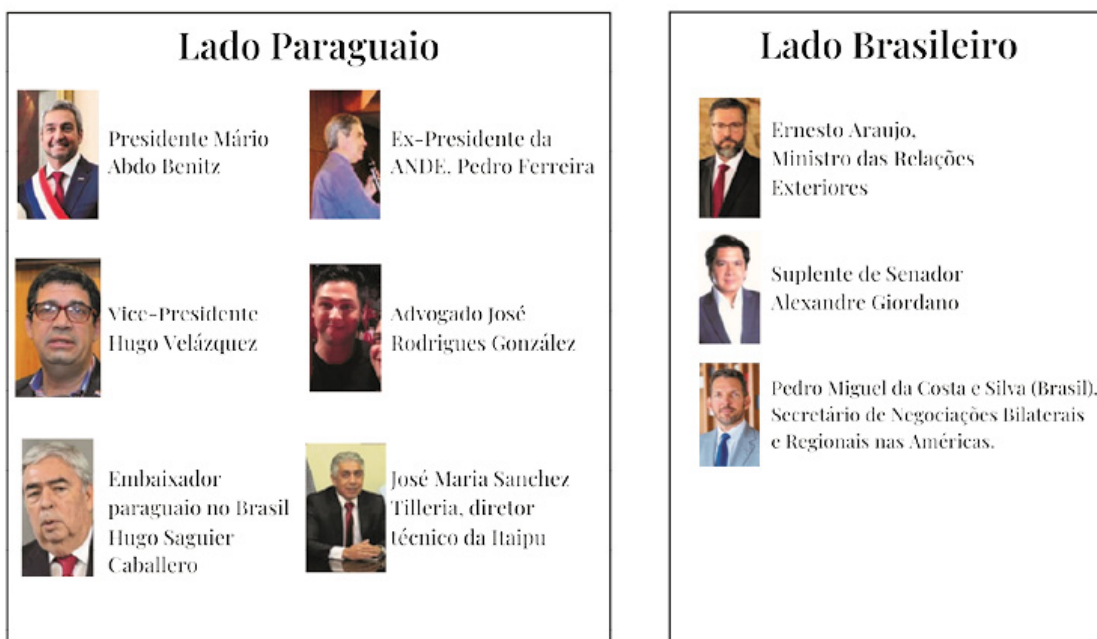 Lado Paraguaio
Presidente Mário
Abdo Benitz
Ex-Presidente da
ANDE. Pedro Ferreira
Vice-Presidente
Hugo Velázquez
Advogado José
Rodrigues González
Embaixador
paraguaio no Brasil
Hugo Saguier
Caballero
José Maria Sanchez
Tilleria, diretor
técnico da Itaipu
Lado Brasileiro
Ernesto Araujo,
Ministro das Relações
Exteriores
Suplente de Senador
Alexandre Giordano
Pedro Miguel da Costa e Silva (Brasil),
Secretário de Negociações Bilaterais
e Regionais nas Américas.